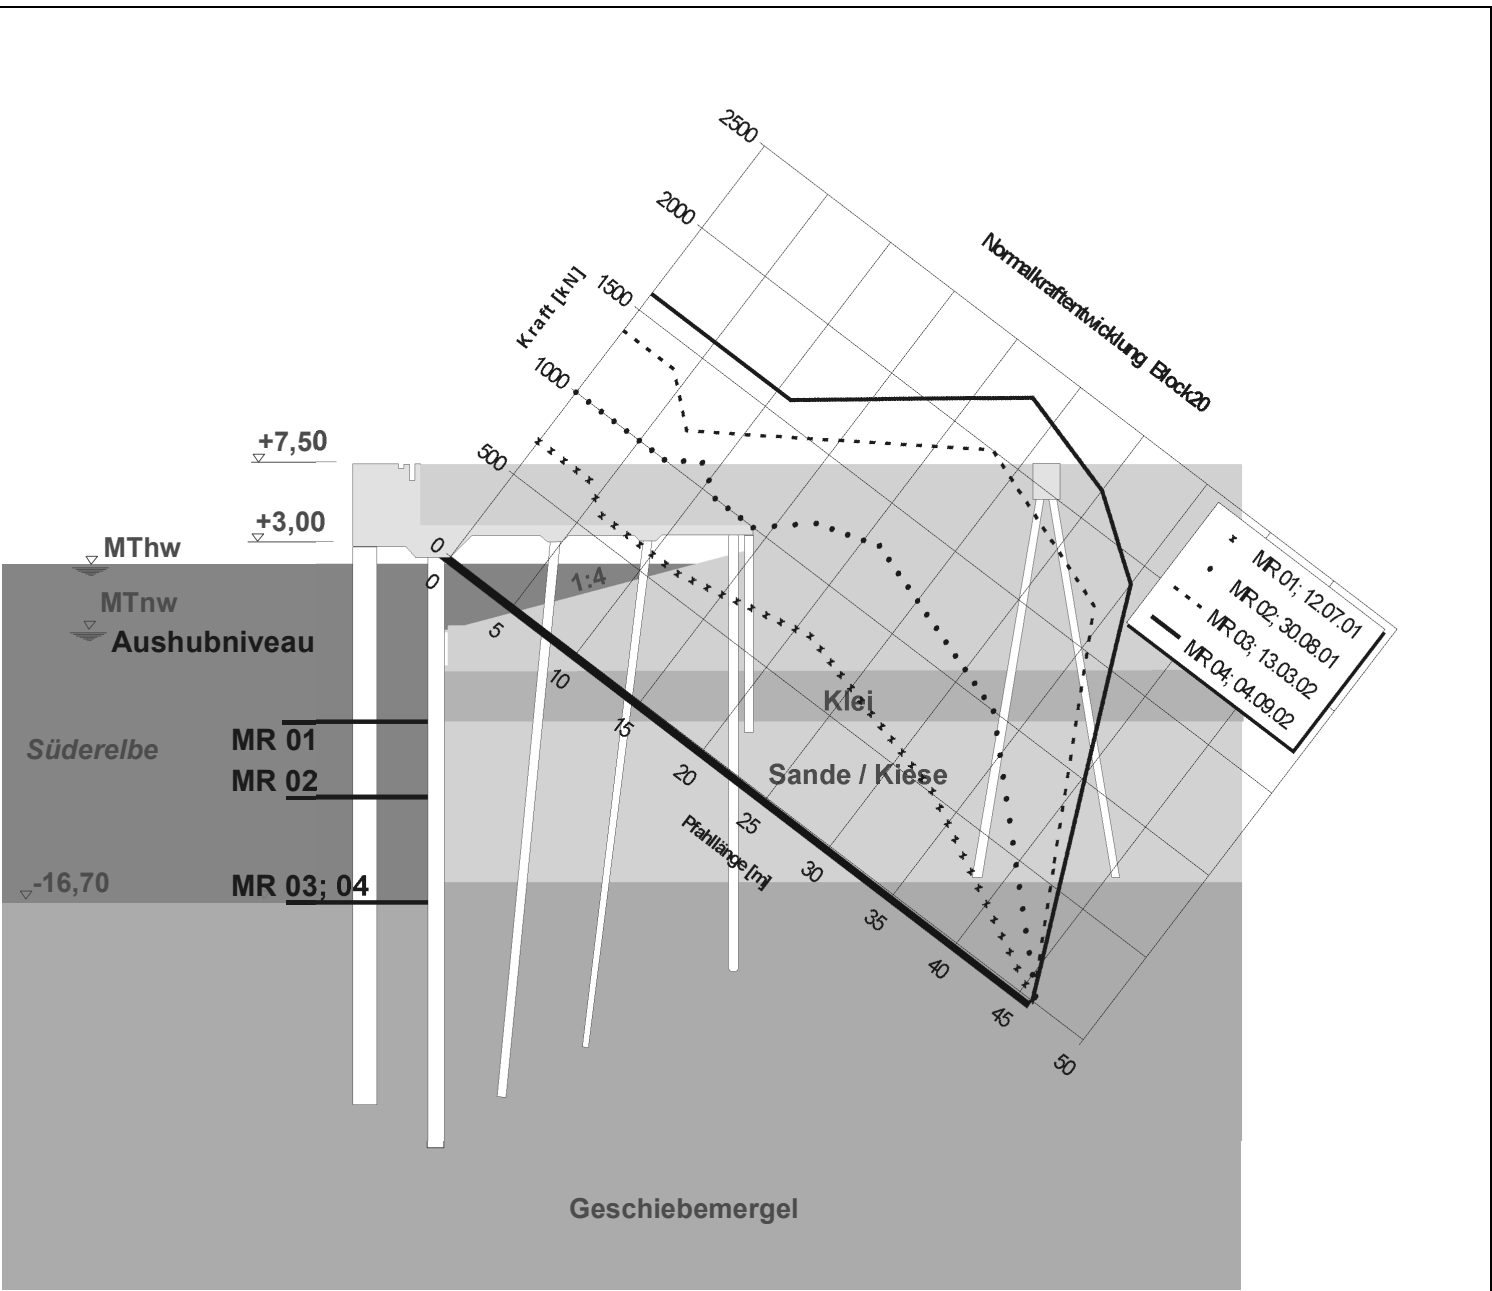 2500
2000
1500
1000
500
0
Kraft [kN]
Normalkraftentwicklung Block20
+7,50
+3,00
MThw
MTnw
Aushubniveau
1:4
0
5
10
15
20
25
30
35
40
45
50
Pfahllänge [m]
MR 01; 12.07.01
MR 02; 30.08.01
MR 03; 13.03.02
MR 04; 04.09.02
Klei
Süderelbe
MR 01
MR 02
Sande / Kiese
-16,70
MR 03; 04
Geschiebemergel